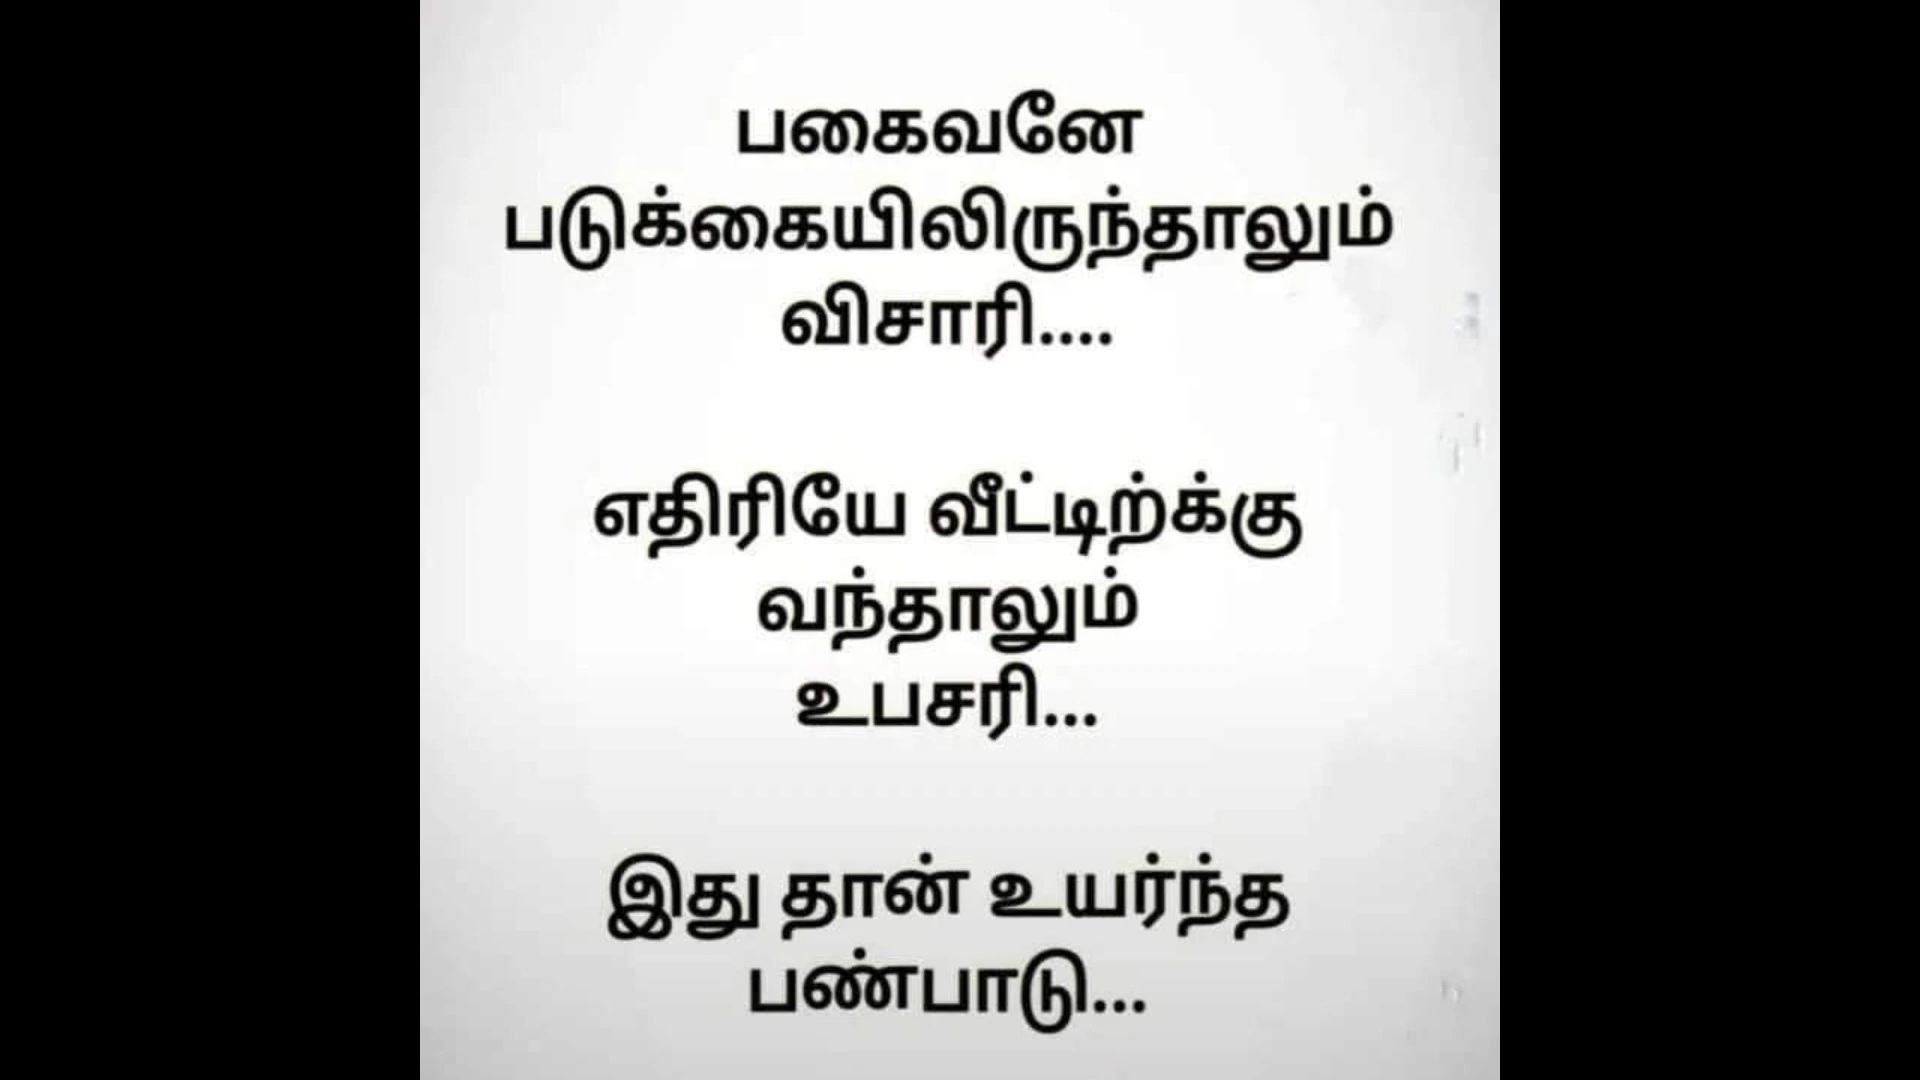 பகைவனே
படுக்கையிலிருந்தாலும்
விசாரி....
எதிரியே வீட்டிற்க்கு
வந்தாலும்
உபசரி...
இது தான் உயர்ந்த
பண்பாடு...